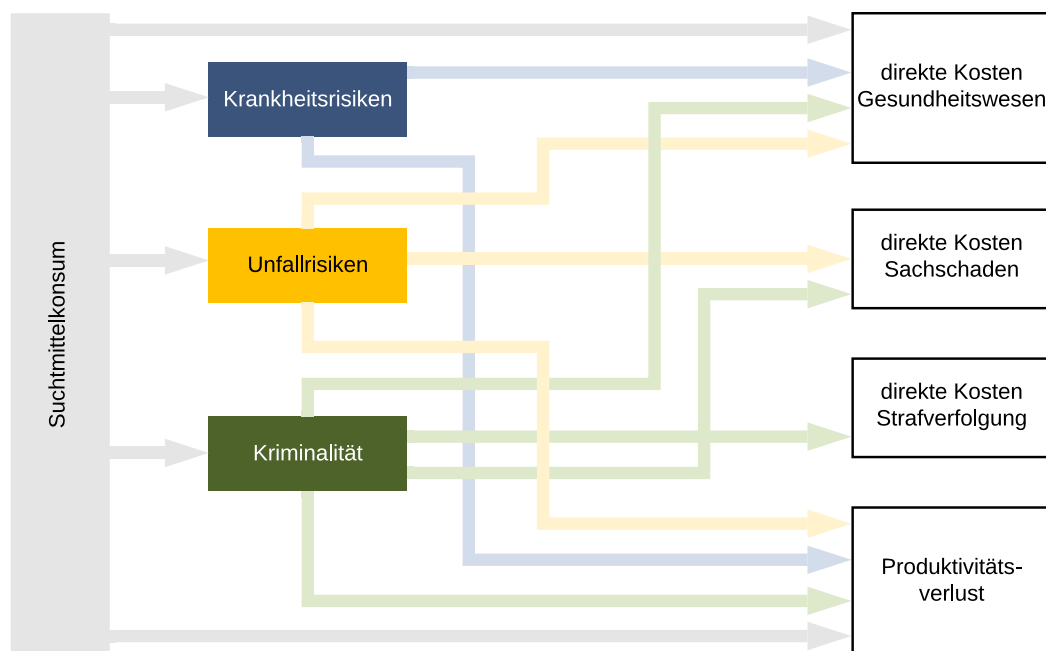 Suchtmittelkonsum
Krankheitsrisiken
Unfallrisiken
Kriminalität
direkte Kosten
Gesundheitswesen
direkte Kosten
Sachschaden
direkte Kosten
Strafverfolgung
Produktivitäts-
verlust